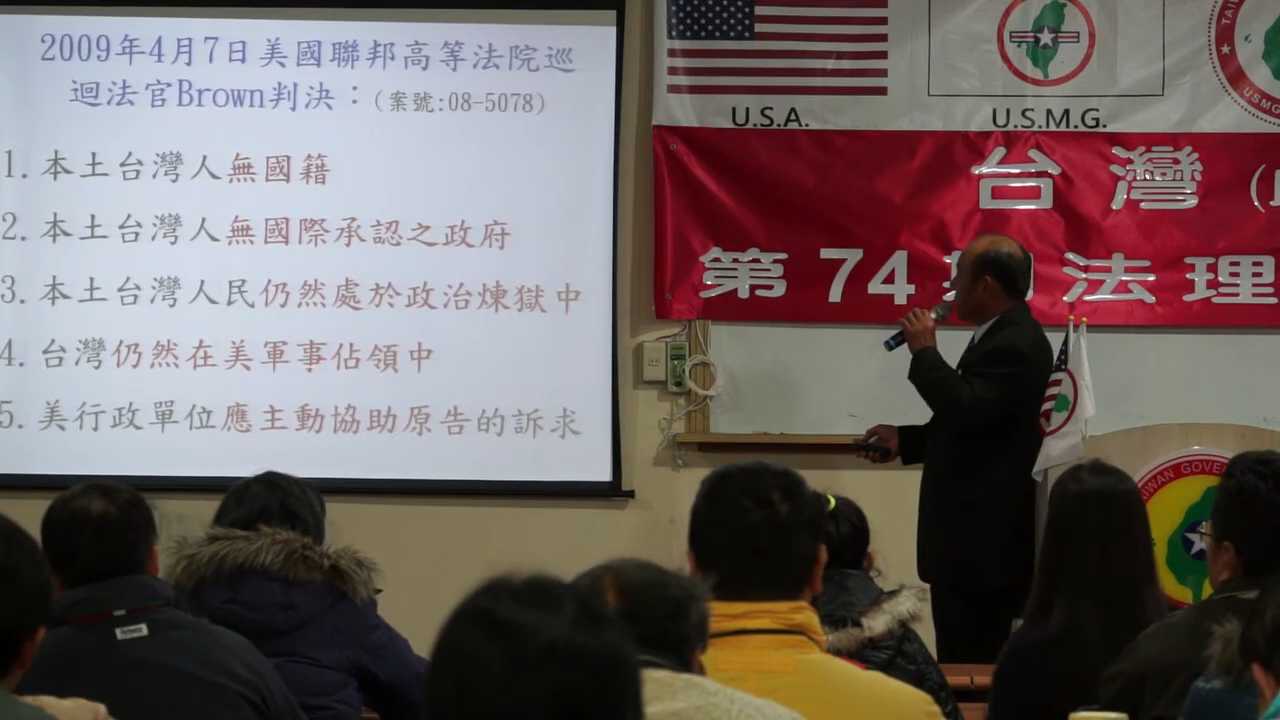 2009年4月7日美國聯邦高等法院巡
迴法官Brown判決：(案號:08-5078)
1.本土台灣人無國籍
2.本土台灣人無國際承認之政府
3.本土台灣人民仍然處於政治煉獄中
4.台灣仍然在美軍事佔領中
5.美行政單位應主動協助原告的訴求
U.S.A.
U.S.M.G.
USMG
台灣
第74期法理
TAIWAN GOVE